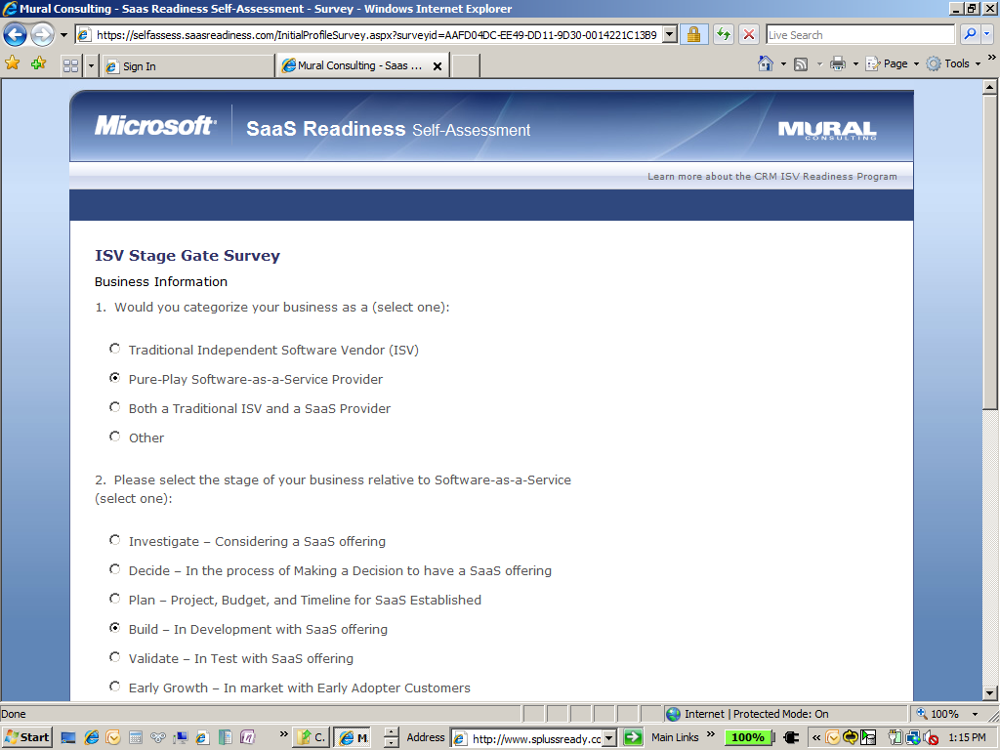 Mural Consulting - Saas Readiness Self-Assessment - Survey - Windows Internet Explorer
https://selfassess.saasreadiness.com/InitialProfileSurvey.aspx?surveyid=AAFD04DC-EE49-DD11-9D30-0014221C13B9
Live Search
Sign In
Mural Consulting - Saas ...
Page
Tools
Microsoft
SaaS Readiness Self-Assessment
MURAL
CONSULTING
Learn more about the CRM ISV Readiness Program
ISV Stage Gate Survey
Business Information
1. Would you categorize your business as a (select one):
Traditional Independent Software Vendor (ISV)
Pure-Play Software-as-a-Service Provider
Both a Traditional ISV and a SaaS Provider
Other
2. Please select the stage of your business relative to Software-as-a-Service
(select one):
Investigate – Considering a SaaS offering
Decide – In the process of Making a Decision to have a SaaS offering
Plan – Project, Budget, and Timeline for SaaS Established
Build – In Development with SaaS offering
Validate – In Test with SaaS offering
Early Growth – In market with Early Adopter Customers
Done
Internet | Protected Mode: On
100%
Start
C.
M
Address
http://www.splussready.cc
Main Links
100%
1:15 PM